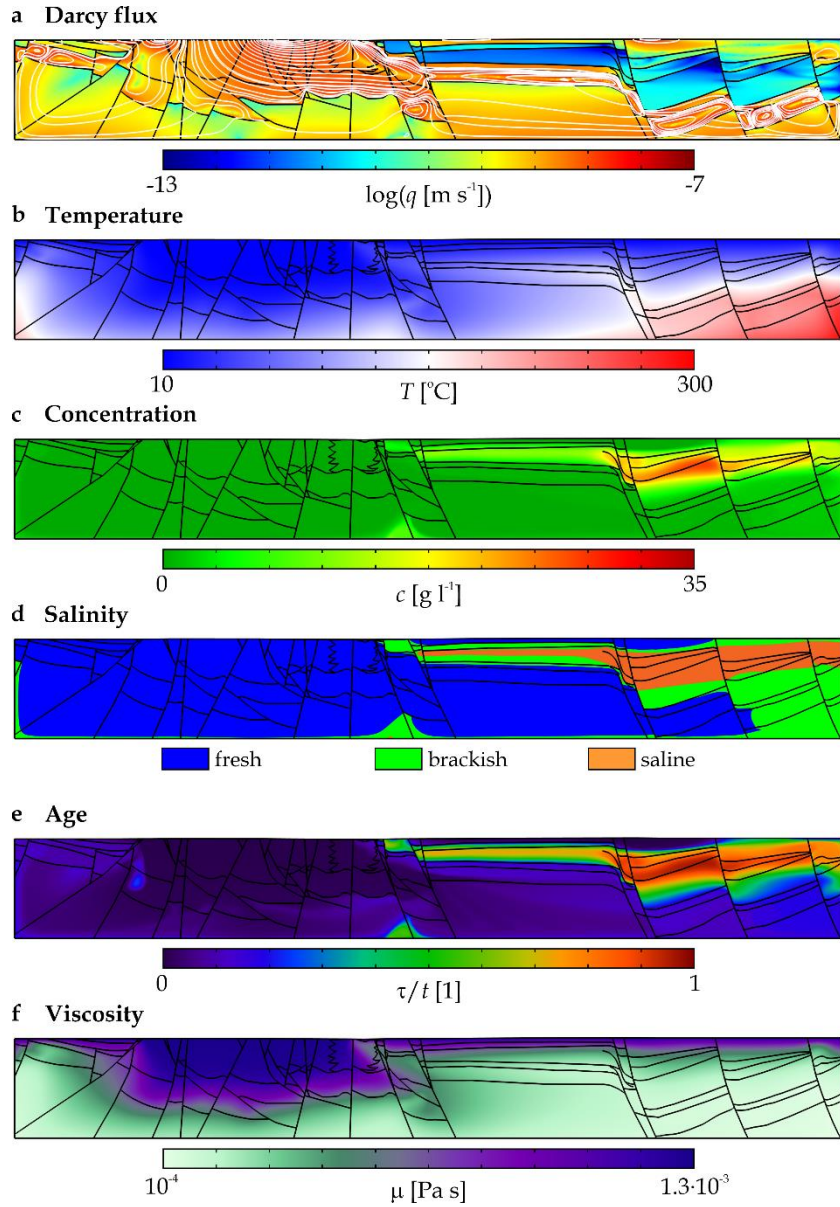 a Darcy flux
-13 -7
log(q [m s⁻¹])
b Temperature
10 300
T [°C]
c Concentration
0 35
c [g l⁻¹]
d Salinity
fresh brackish saline
e Age
0 1
τ/t [1]
f Viscosity
10⁻⁴ 1.3·10⁻³
μ [Pa s]